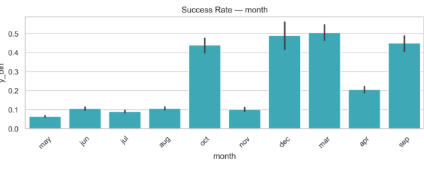 Success Rate — month
0.5
0.4
0.3
0.2
0.1
0.0
y_bin
may
jun
jul
aug
oct
nov
dec
mar
apr
sep
month